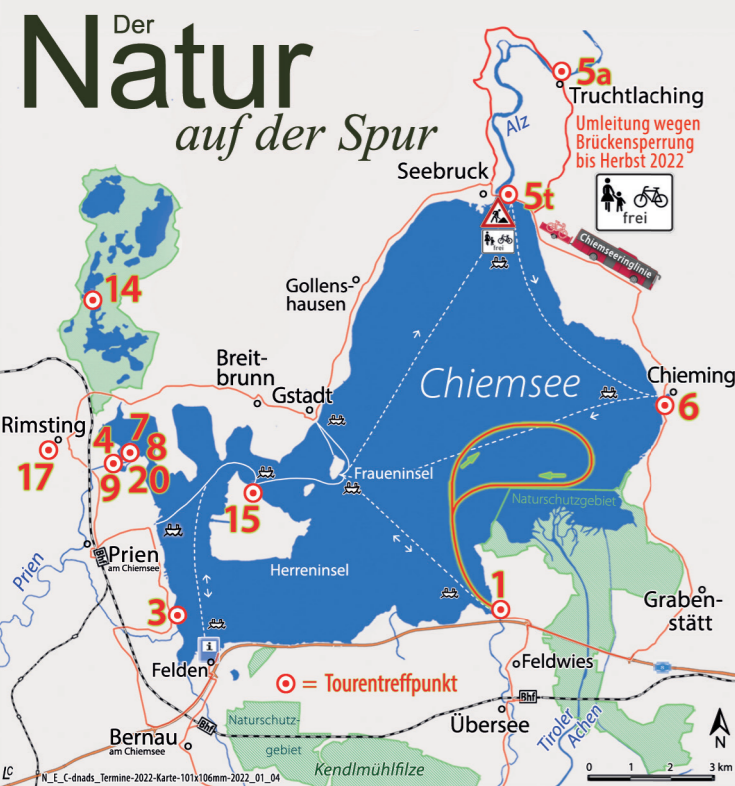 Der
Natur
auf der Spur
5a
Truchtlaching
Alz
Umleitung wegen
Brückensperrung
bis Herbst 2022
frei
Seebruck
5t
frei
Chiemseeringlinie
14
Gollens-
hausen
Breit-
brunn
Gstadt
Chiemsee
Chieming
6
Rimsting
17
4
7
8
9
20
15
Fraueninsel
Naturschutzgebiet
Herreninsel
Prien
Bhf
Prien
am Chiemsee
3
1
Graben-
stätt
i
Felden
= Tourentreffpunkt
Feldwies
Bhf
Übersee
Tiroler
Achen
Bhf
Bernau
am Chiemsee
Naturschutz-
gebiet
Kendlmühlfilze
N
0 1 2 3 km
LC
N_E_C-dnads_Termine-2022-Karte-101x106mm-2022_01_04